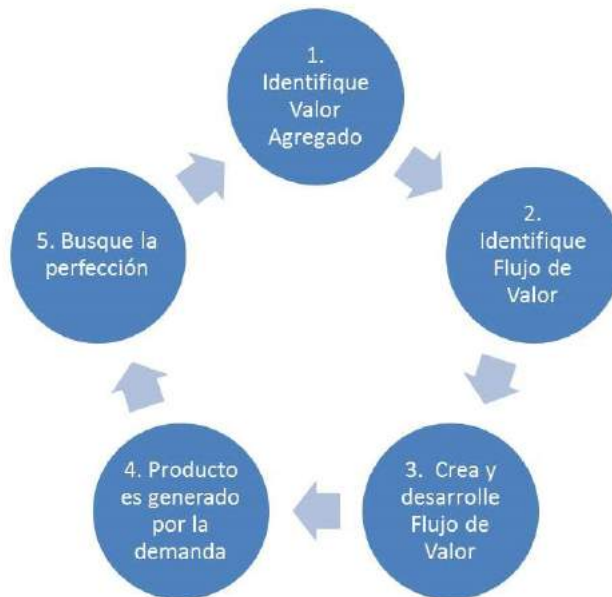 1.
Identifique
Valor
Agregado
2.
Identifique
Flujo de
Valor
3. Crea y
desarrolle
Flujo de
Valor
4. Producto
es generado
por la
demanda
5. Busque la
perfección